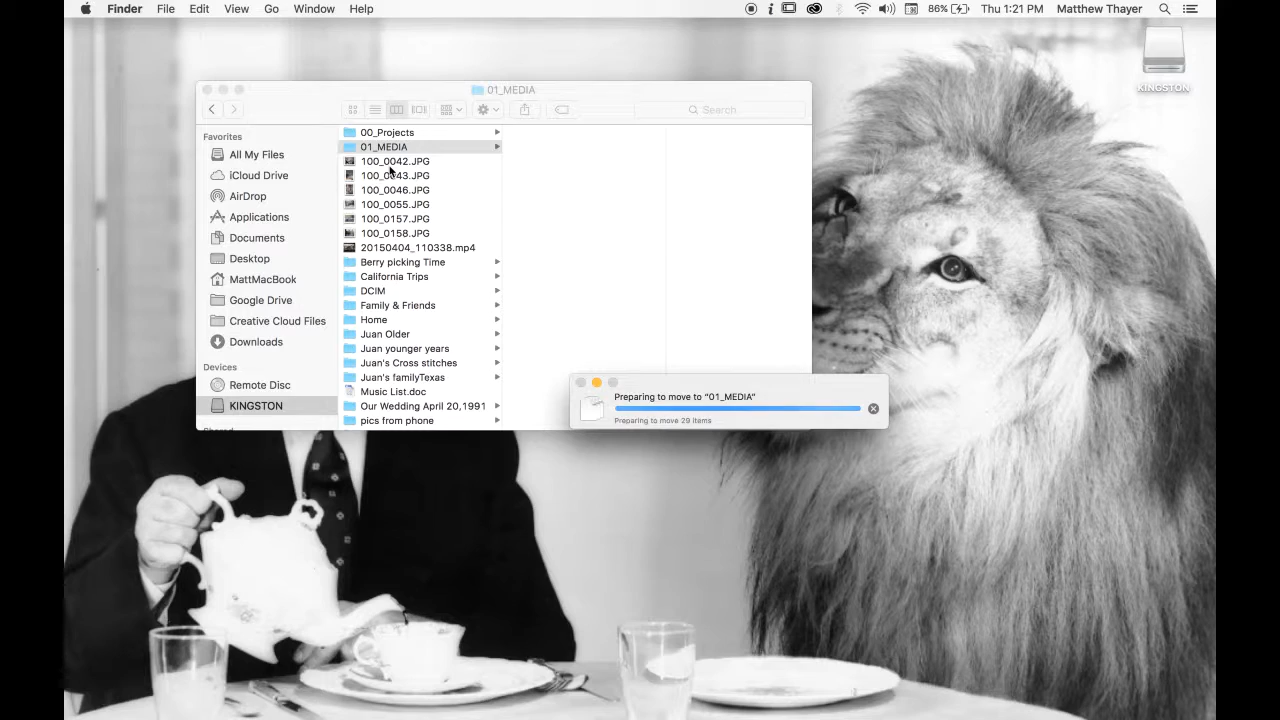 Finder File Edit View Go Window Help
86% Thu 1:21 PM Matthew Thayer
KINGSTON
01_MEDIA
Search
Favorites
All My Files
iCloud Drive
AirDrop
Applications
Documents
Desktop
MattMacBook
Google Drive
Creative Cloud Files
Downloads
Devices
Remote Disc
KINGSTON
00_Projects
01_MEDIA
100_0042.JPG
100_0043.JPG
100_0046.JPG
100_0055.JPG
100_0157.JPG
100_0158.JPG
20150404_110338.mp4
Berry picking Time
California Trips
DCIM
Family & Friends
Home
Juan Older
Juan younger years
Juan's Cross stitches
Juan's familyTexas
Music List.doc
Our Wedding April 20,1991
pics from phone
Preparing to move to “01_MEDIA”
Preparing to move 29 items